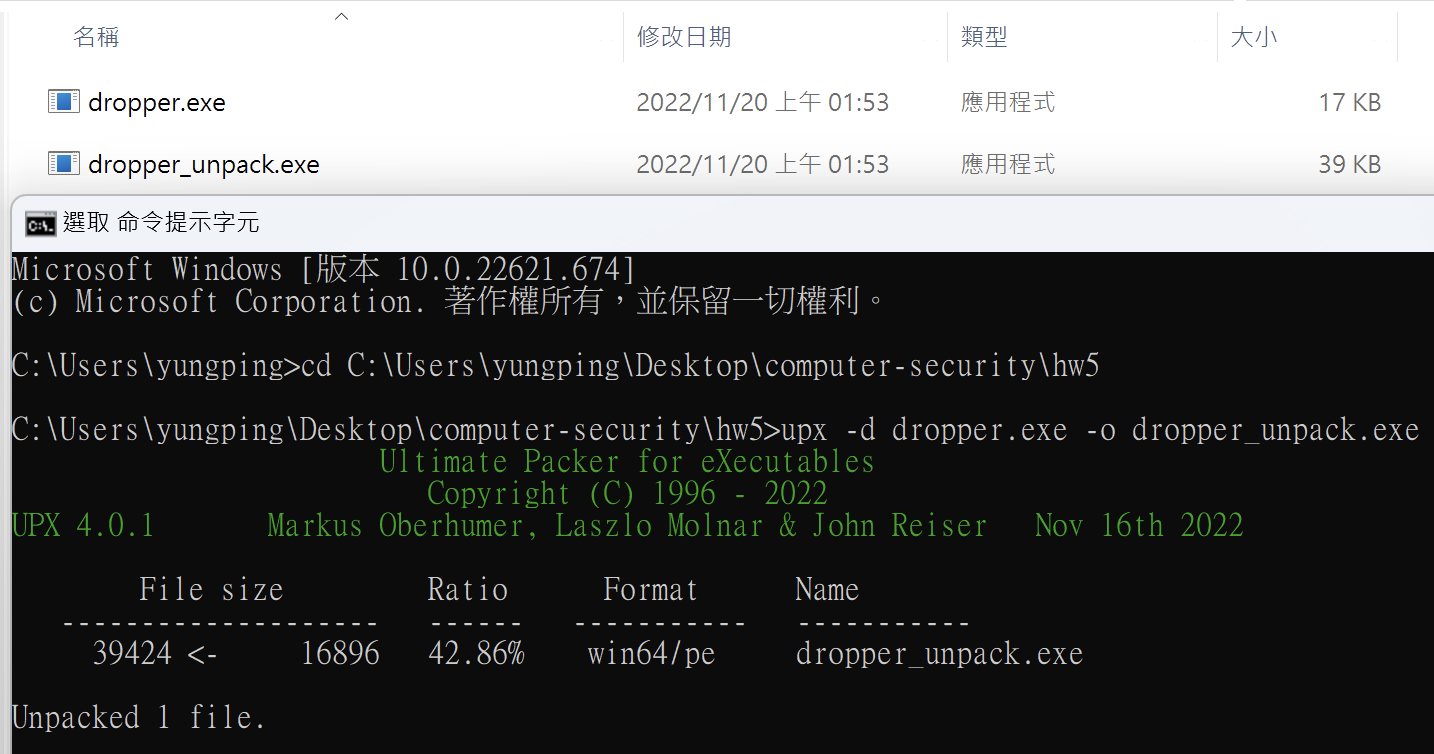 名稱 修改日期 類型 大小
dropper.exe 2022/11/20 上午 01:53 應用程式 17 KB
dropper_unpack.exe 2022/11/20 上午 01:53 應用程式 39 KB
C:\. 選取 命令提示字元
Microsoft Windows [版本 10.0.22621.674]
(c) Microsoft Corporation. 著作權所有，並保留一切權利。
C:\Users\yungping>cd C:\Users\yungping\Desktop\computer-security\hw5
C:\Users\yungping\Desktop\computer-security\hw5>upx -d dropper.exe -o dropper_unpack.exe
Ultimate Packer for eXecutables
Copyright (C) 1996 - 2022
UPX 4.0.1 Markus Oberhumer, Laszlo Molnar & John Reiser Nov 16th 2022
File size Ratio Format Name
-------------------- ------ ----------- -----------
39424 <- 16896 42.86% win64/pe dropper_unpack.exe
Unpacked 1 file.